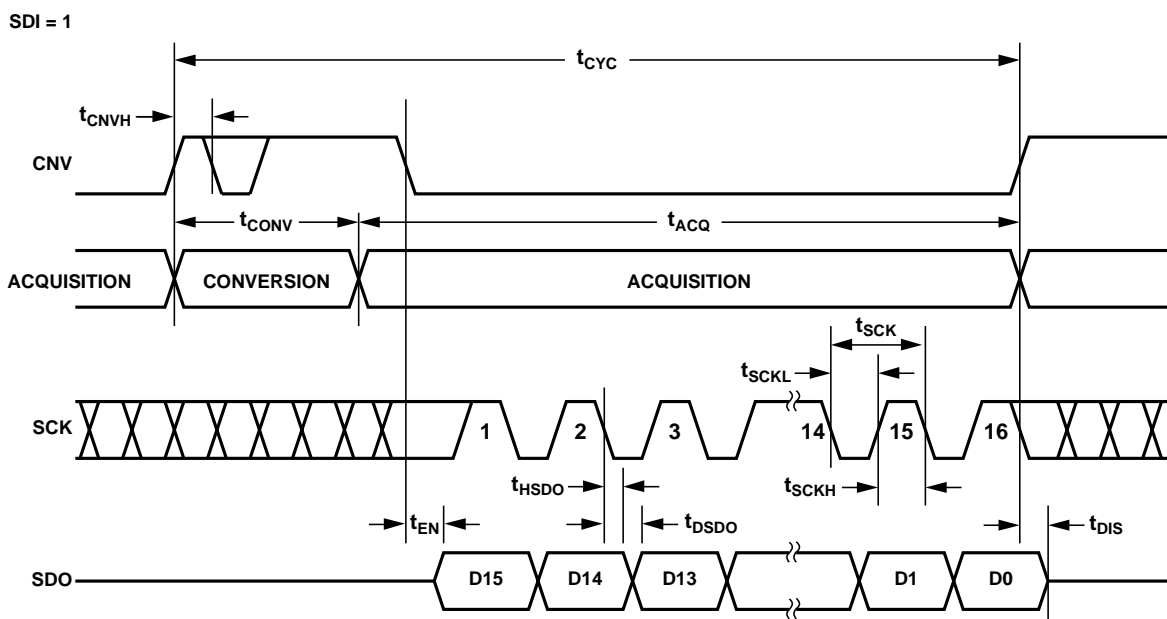 SDI = 1
tCYC
tCNVH
CNV
tCONV
tACQ
ACQUISITION
CONVERSION
ACQUISITION
tSCK
tSCKL
SCK
1
2
3
14
15
16
tHSDO
tSCKH
tEN
tDSDO
tDIS
SDO
D15
D14
D13
D1
D0